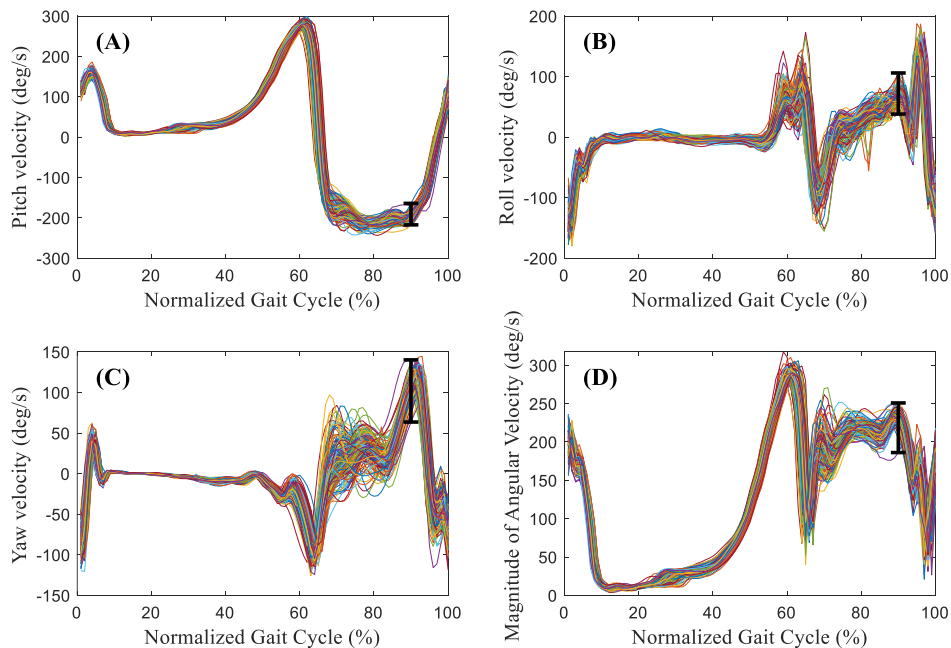 (A)
Pitch velocity (deg/s)
300
200
100
0
-100
-200
-300
0 20 40 60 80 100
Normalized Gait Cycle (%)
(B)
Roll velocity (deg/s)
200
100
0
-100
-200
0 20 40 60 80 100
Normalized Gait Cycle (%)
(C)
Yaw velocity (deg/s)
150
100
50
0
-50
-100
-150
0 20 40 60 80 100
Normalized Gait Cycle (%)
(D)
Magnitude of Angular Velocity (deg/s)
300
250
200
150
100
50
0
0 20 40 60 80 100
Normalized Gait Cycle (%)